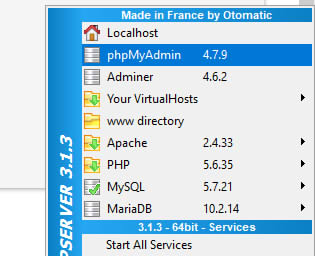 Made in France by Otomatic
Localhost
phpMyAdmin 4.7.9
Adminer 4.6.2
Your VirtualHosts
www directory
Apache 2.4.33
PHP 5.6.35
MySQL 5.7.21
MariaDB 10.2.14
3.1.3 - 64bit - Services
Start All Services
PSERVER 3.1.3